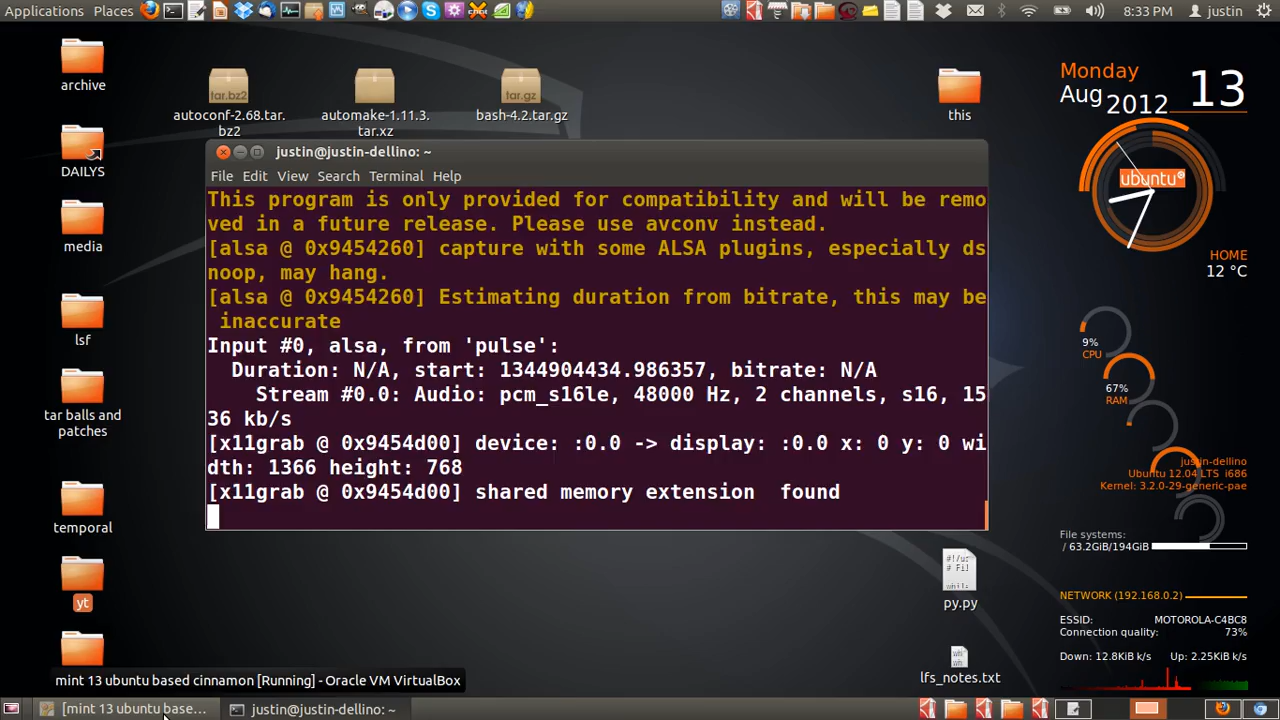 Applications Places
8:33 PM justin
archive
DAILYS
media
lsf
tar balls and
patches
temporal
yt
tar.bz2
autoconf-2.68.tar.
bz2
automake-1.11.3.
tar.xz
tar.gz
bash-4.2.tar.gz
this
justin@justin-dellino: ~
File Edit View Search Terminal Help
This program is only provided for compatibility and will be remo
ved in a future release. Please use avconv instead.
[alsa @ 0x9454260] capture with some ALSA plugins, especially ds
noop, may hang.
[alsa @ 0x9454260] Estimating duration from bitrate, this may be
inaccurate
Input #0, alsa, from 'pulse':
Duration: N/A, start: 1344904434.986357, bitrate: N/A
Stream #0.0: Audio: pcm_s16le, 48000 Hz, 2 channels, s16, 15
36 kb/s
[x11grab @ 0x9454d00] device: :0.0 -> display: :0.0 x: 0 y: 0 wi
dth: 1366 height: 768
[x11grab @ 0x9454d00] shared memory extension found
py.py
lfs_notes.txt
Monday
Aug 2012 13
ubuntu
HOME
12 °C
9%
CPU
67%
RAM
justin-dellino
Ubuntu 12.04 LTS i686
Kernel: 3.2.0-29-generic-pae
File systems:
/ 63.2GiB/194GiB
NETWORK (192.168.0.2)
ESSID: MOTOROLA-C4BC8
Connection quality: 73%
Down: 12.8KiB/s Up: 2.25KiB/s
mint 13 ubuntu based cinnamon [Running] - Oracle VM VirtualBox
[mint 13 ubuntu base...
justin@justin-dellino: ~